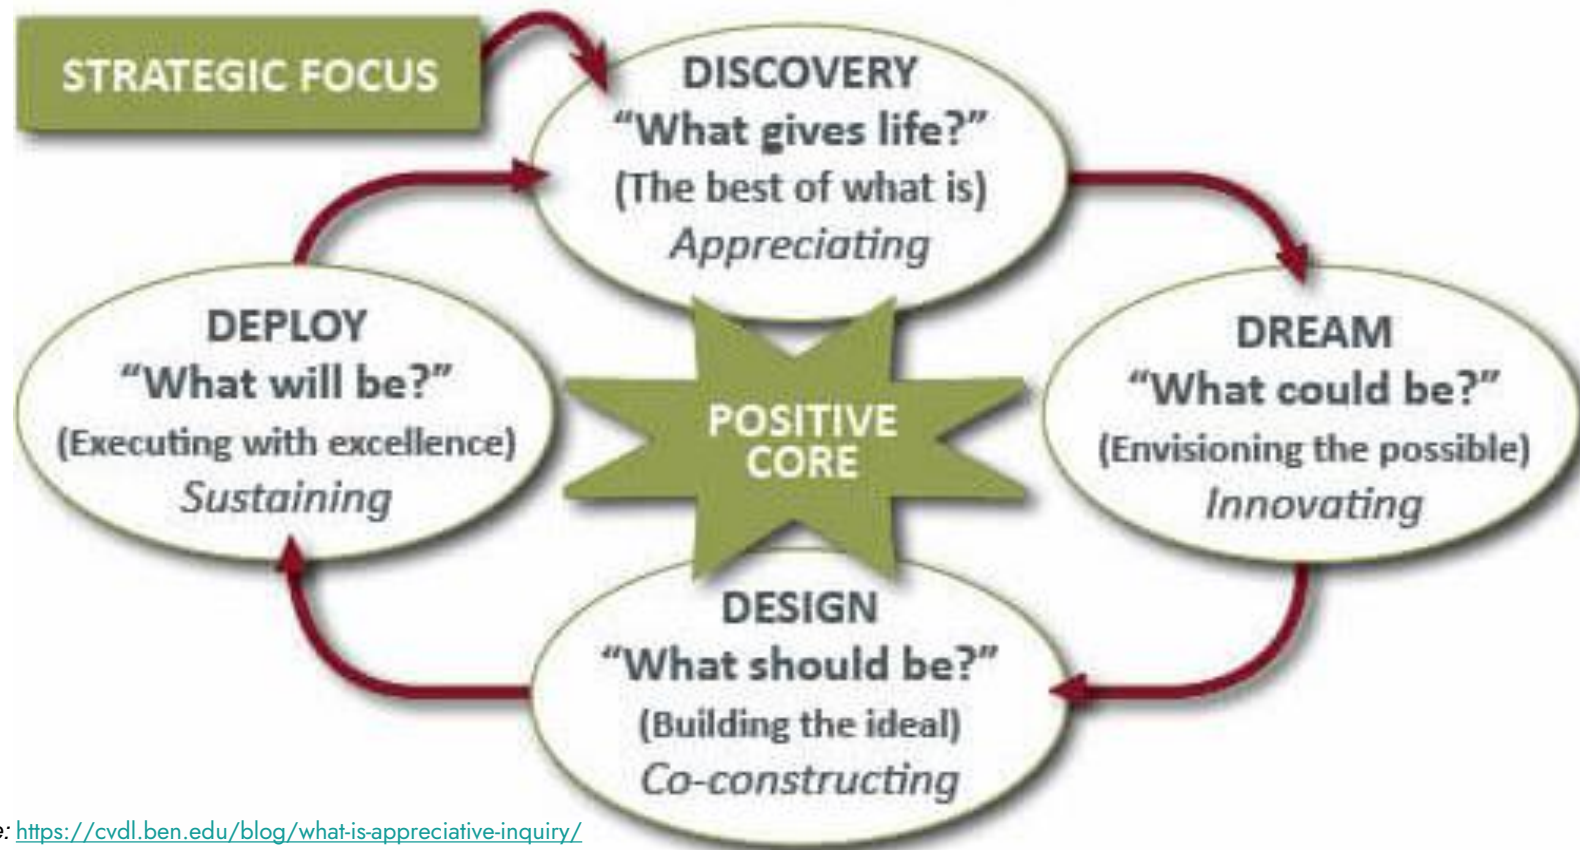 STRATEGIC FOCUS
DISCOVERY
“What gives life?”
(The best of what is)
Appreciating
DEPLOY
“What will be?”
(Executing with excellence)
Sustaining
POSITIVE
CORE
DREAM
“What could be?”
(Envisioning the possible)
Innovating
DESIGN
“What should be?”
(Building the ideal)
Co-constructing
https://cvdl.ben.edu/blog/what-is-appreciative-inquiry/